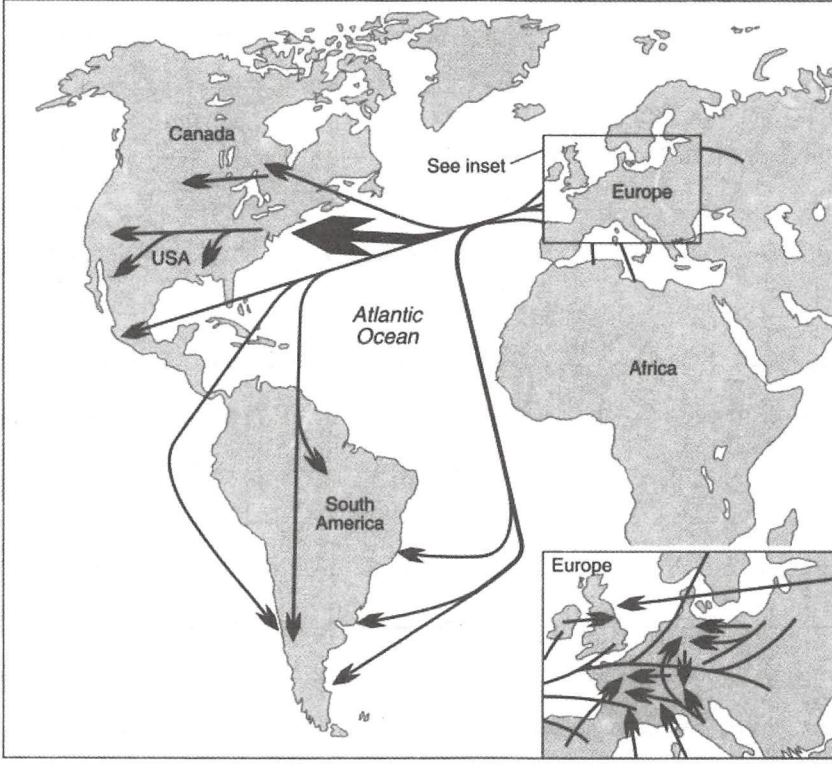 Canada
See inset
Europe
USA
Atlantic
Ocean
Africa
South
America
Europe